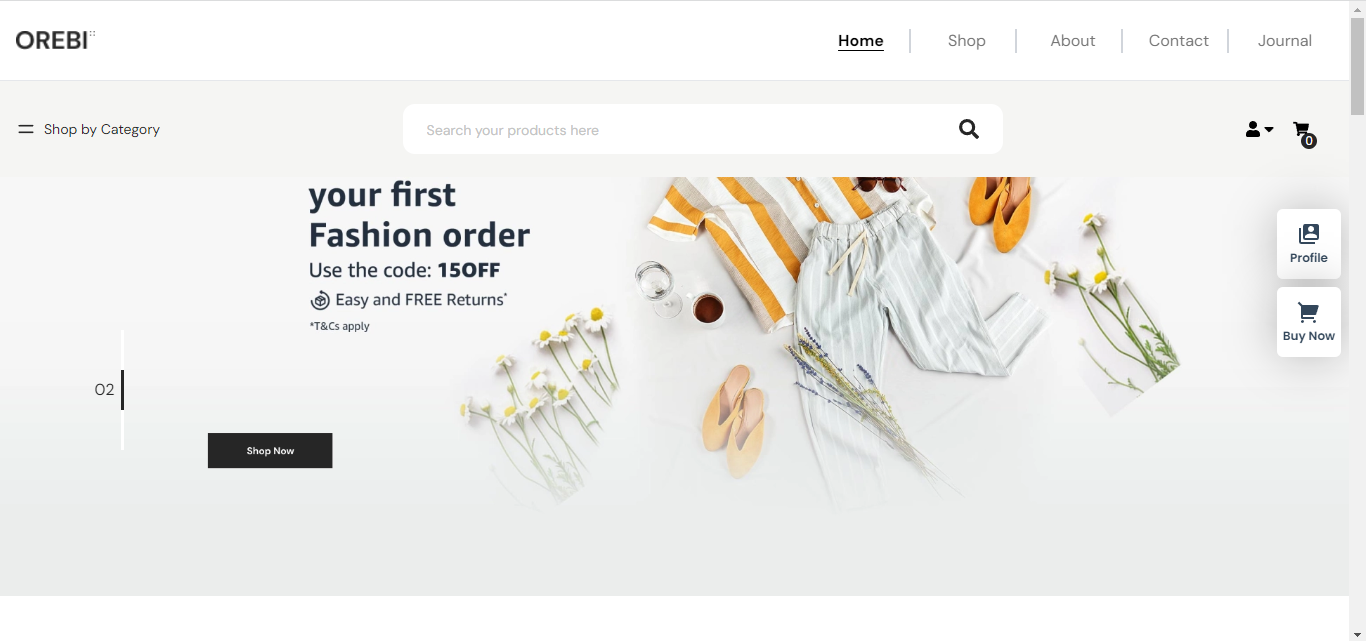 OREBI
Home
Shop
About
Contact
Journal
Shop by Category
Search your products here
0
your first
Fashion order
Use the code: 15OFF
Easy and FREE Returns*
*T&Cs apply
Profile
Buy Now
02
Shop Now